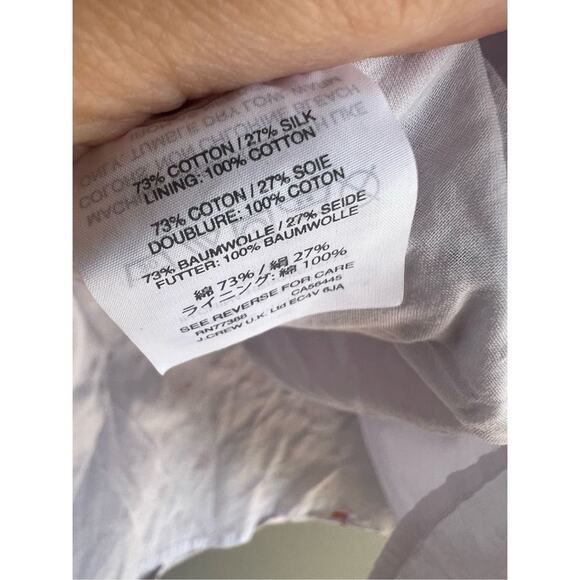 73% COTTON / 27% SILK
LINING: 100% COTTON
73% COTON / 27% SOIE
DOUBLURE: 100% COTON
73% BAUMWOLLE / 27% SEIDE
FUTTER: 100% BAUMWOLLE
綿 73% / 絹 27%
ライニング: 綿 100%
SEE REVERSE FOR CARE
RN77388 CA56445
J.CREW U.K. Ltd EC4V 6JA